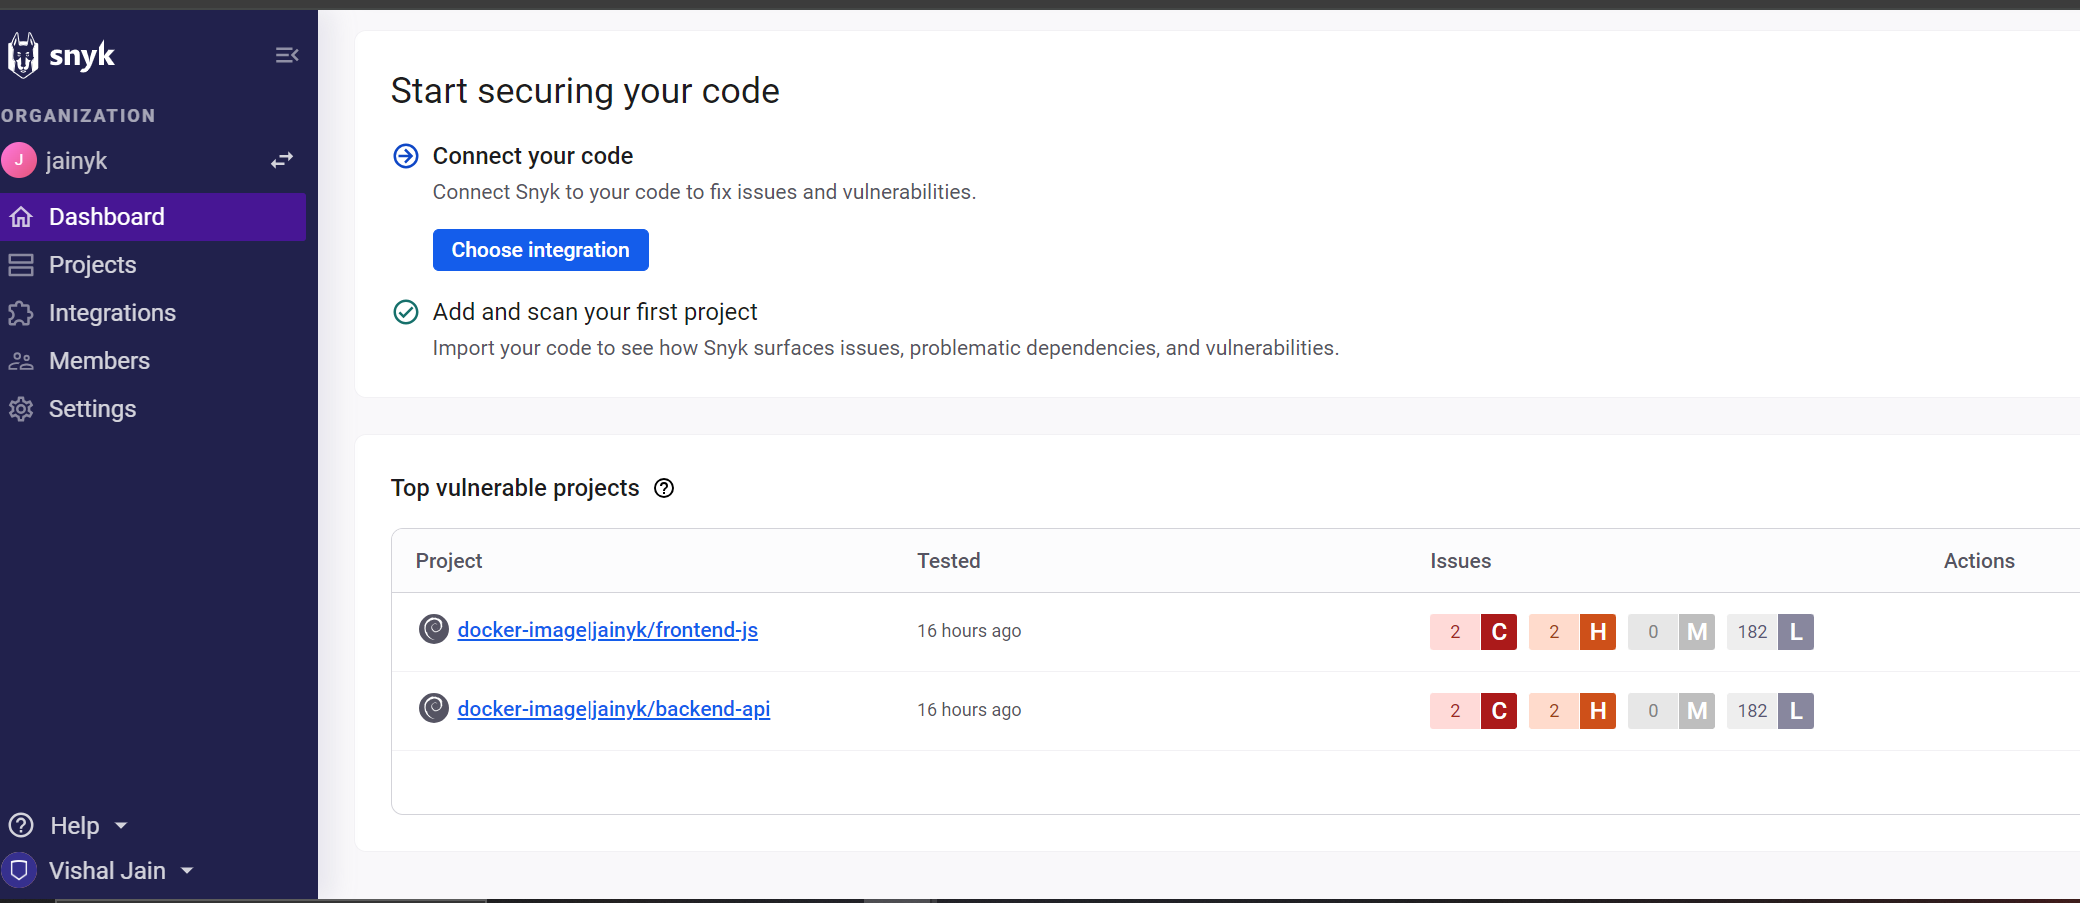 snyk
ORGANIZATION
J jainyk
Dashboard
Projects
Integrations
Members
Settings
Help
Vishal Jain
Start securing your code
Connect your code
Connect Snyk to your code to fix issues and vulnerabilities.
Choose integration
Add and scan your first project
Import your code to see how Snyk surfaces issues, problematic dependencies, and vulnerabilities.
Top vulnerable projects ?
Project Tested Issues Actions
docker-image|jainyk/frontend-js 16 hours ago 2 C 2 H 0 M 182 L
docker-image|jainyk/backend-api 16 hours ago 2 C 2 H 0 M 182 L